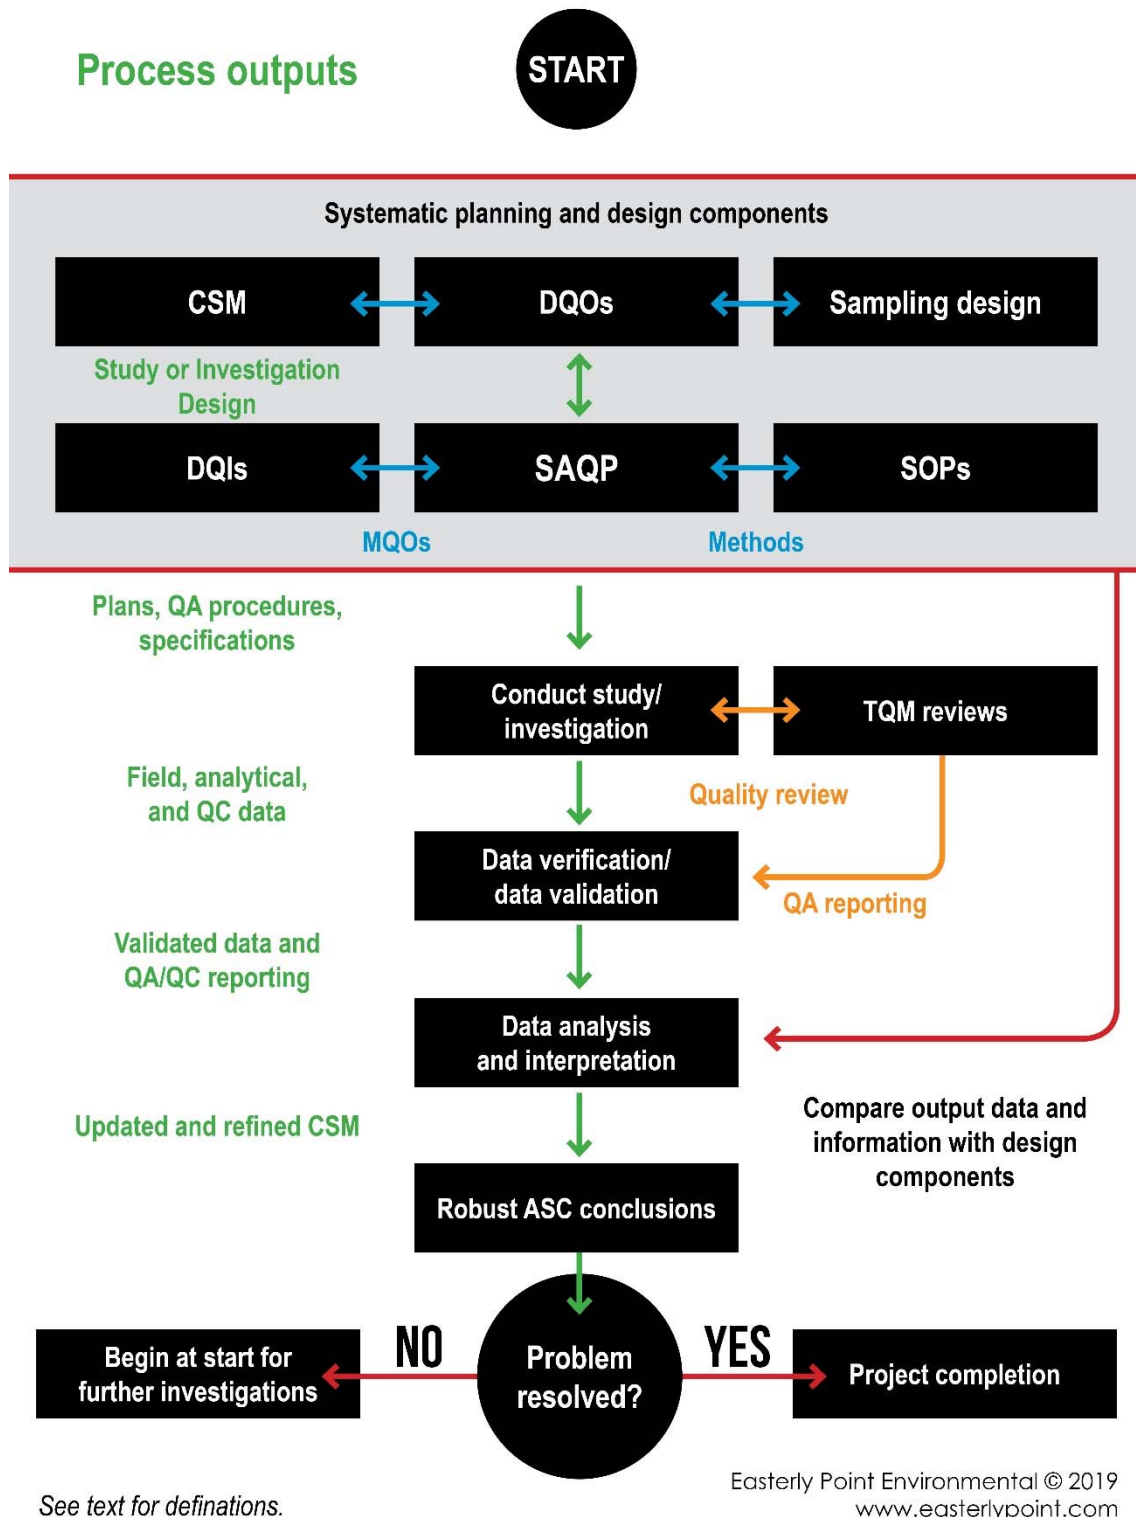 Process outputs
START
Systematic planning and design components
CSM
DQOs
Sampling design
Study or Investigation
Design
DQIs
SAQP
SOPs
MQOs
Methods
Plans, QA procedures,
specifications
Conduct study/
investigation
TQM reviews
Field, analytical,
and QC data
Quality review
Data verification/
data validation
QA reporting
Validated data and
QA/QC reporting
Data analysis
and interpretation
Updated and refined CSM
Compare output data and
information with design
components
Robust ASC conclusions
Begin at start for
further investigations
NO
Problem
resolved?
YES
Project completion
See text for definations.
Easterly Point Environmental © 2019
www.easterlypoint.com